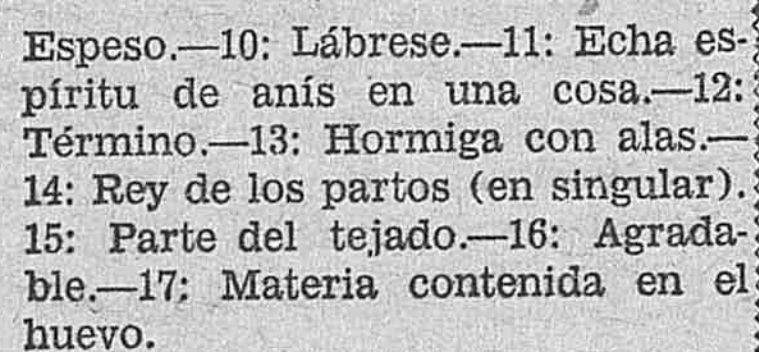 Espeso.—10: Lábrese.—11: Echa es-
píritu de anís en una cosa.—12:
Término.—13: Hormiga con alas.—
14: Rey de los partos (en singular).
15: Parte del tejado.—16: Agrada-
ble.—17: Materia contenida en el
huevo.